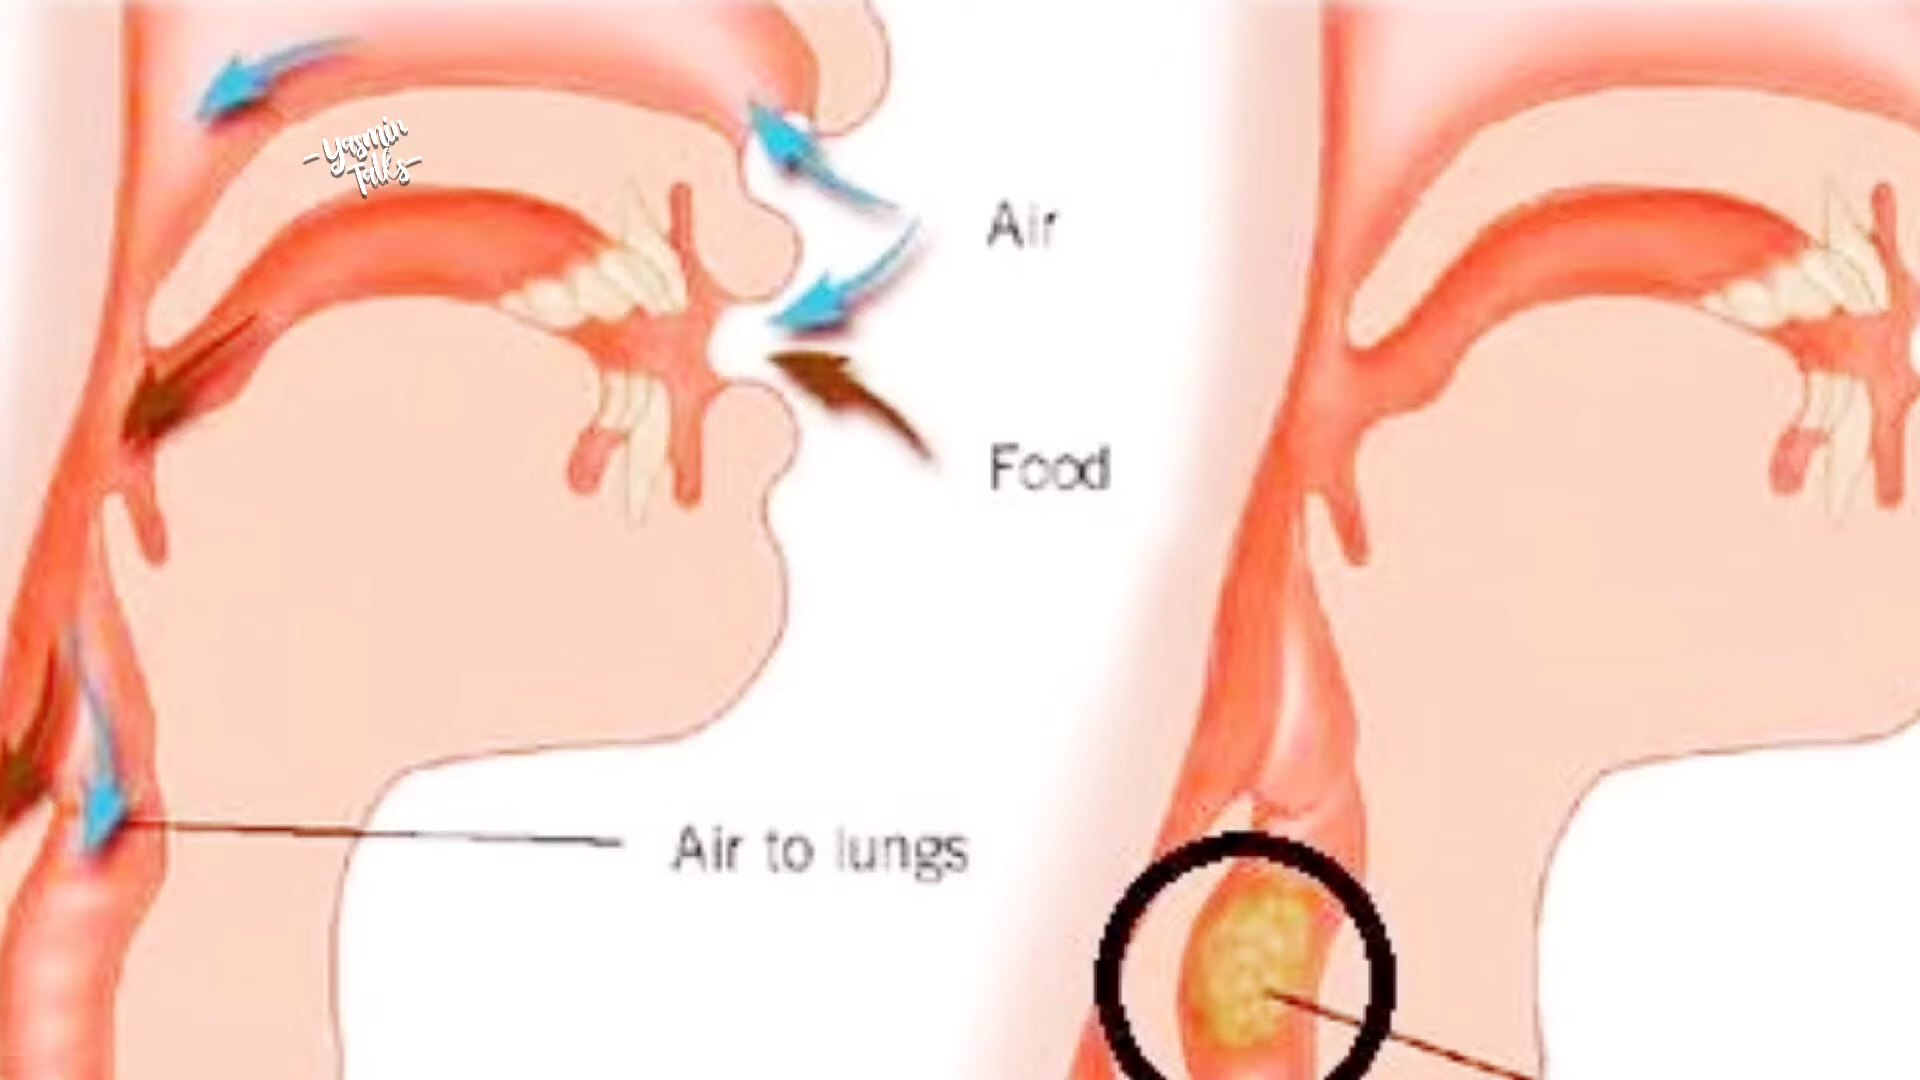 -Yasmin
Talks-
Air
Food
Air to lungs